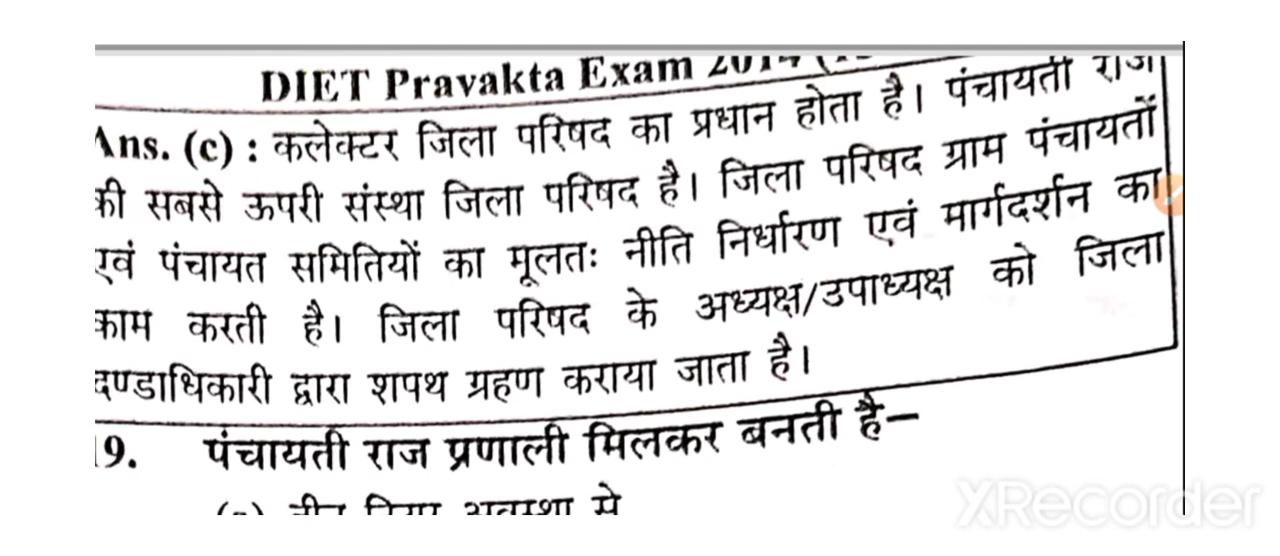 DIET Pravakta Exam 2014
Ans. (c) : कलेक्टर जिला परिषद का प्रधान होता है। पंचायती राज
की सबसे ऊपरी संस्था जिला परिषद है। जिला परिषद ग्राम पंचायतों
एवं पंचायत समितियों का मूलतः नीति निर्धारण एवं मार्गदर्शन का
काम करती है। जिला परिषद के अध्यक्ष/उपाध्यक्ष को जिला
दण्डाधिकारी द्वारा शपथ ग्रहण कराया जाता है।
19. पंचायती राज प्रणाली मिलकर बनती है–
XRecorder